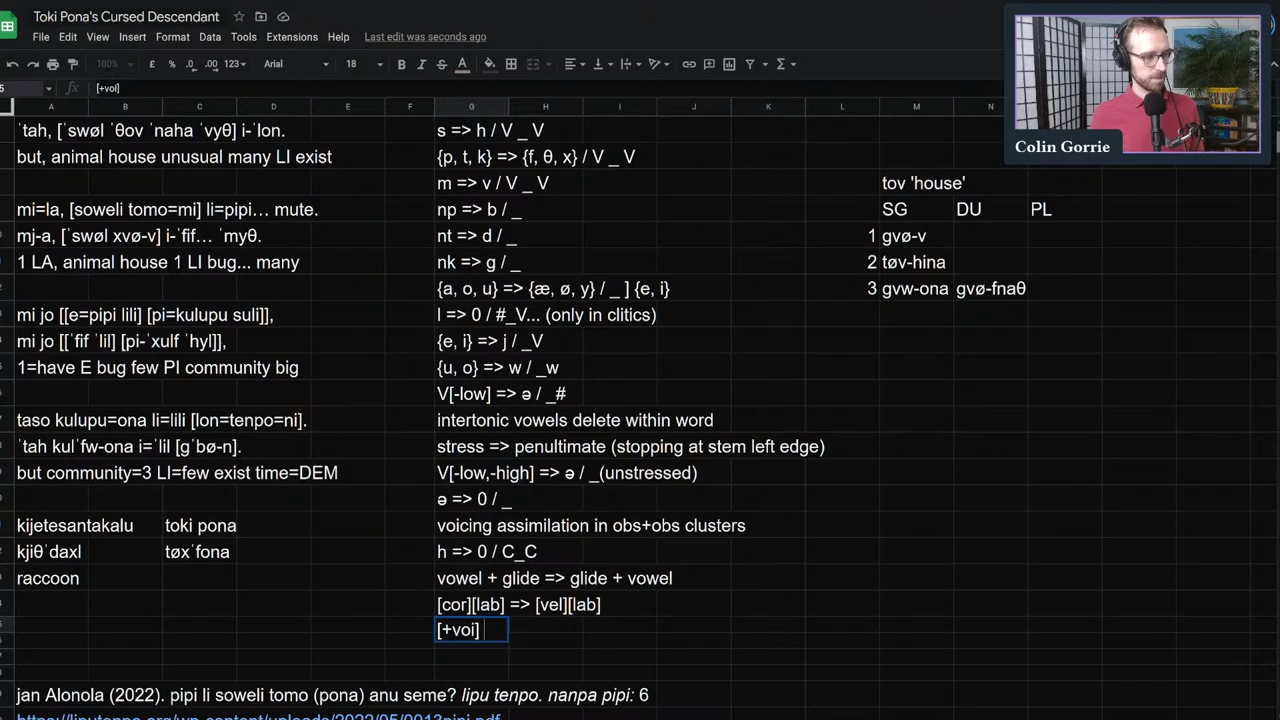 Toki Pona's Cursed Descendant
File Edit View Insert Format Data Tools Extensions Help Last edit was seconds ago
100% £ % .0 .00 123 Arial 18 B I S A
[+voi]
A B C D E F G H I J K L M N
ˈtah, [ˈswøl ˈθov ˈnaha ˈvyθ] i-ˈlon. s => h / V _ V
but, animal house unusual many LI exist {p, t, k} => {f, θ, x} / V _ V
m => v / V _ V tov 'house'
mi=la, [soweli tomo=mi] li=pipi… mute. np => b / _ SG DU PL
mj-a, [ˈswøl xvø-v] i-ˈfif… ˈmyθ. nt => d / _ 1 gvø-v
1 LA, animal house 1 LI bug... many nk => g / _ 2 tøv-hina
{a, o, u} => {æ, ø, y} / _ ] {e, i} 3 gvw-ona gvø-fnaθ
mi jo [[e=pipi lili] [pi=kulupu suli]], l => 0 / #_V... (only in clitics)
mi jo [[ˈfif ˈlil] [pi-ˈxulf ˈhyl]], {e, i} => j / _V
1=have E bug few PI community big {u, o} => w / _w
V[-low] => ə / _#
taso kulupu=ona li=lili [lon=tenpo=ni]. intertonic vowels delete within word
ˈtah kulˈfw-ona i=ˈlil [gˈbø-n]. stress => penultimate (stopping at stem left edge)
but community=3 LI=few exist time=DEM V[-low,-high] => ə / _(unstressed)
ə => 0 / _
kijetesantakalu toki pona voicing assimilation in obs+obs clusters
kjiθˈdaxl tøxˈfona h => 0 / C_C
raccoon vowel + glide => glide + vowel
[cor][lab] => [vel][lab]
[+voi]
jan Alonola (2022). pipi li soweli tomo (pona) anu seme? lipu tenpo. nanpa pipi: 6
Colin Gorrie